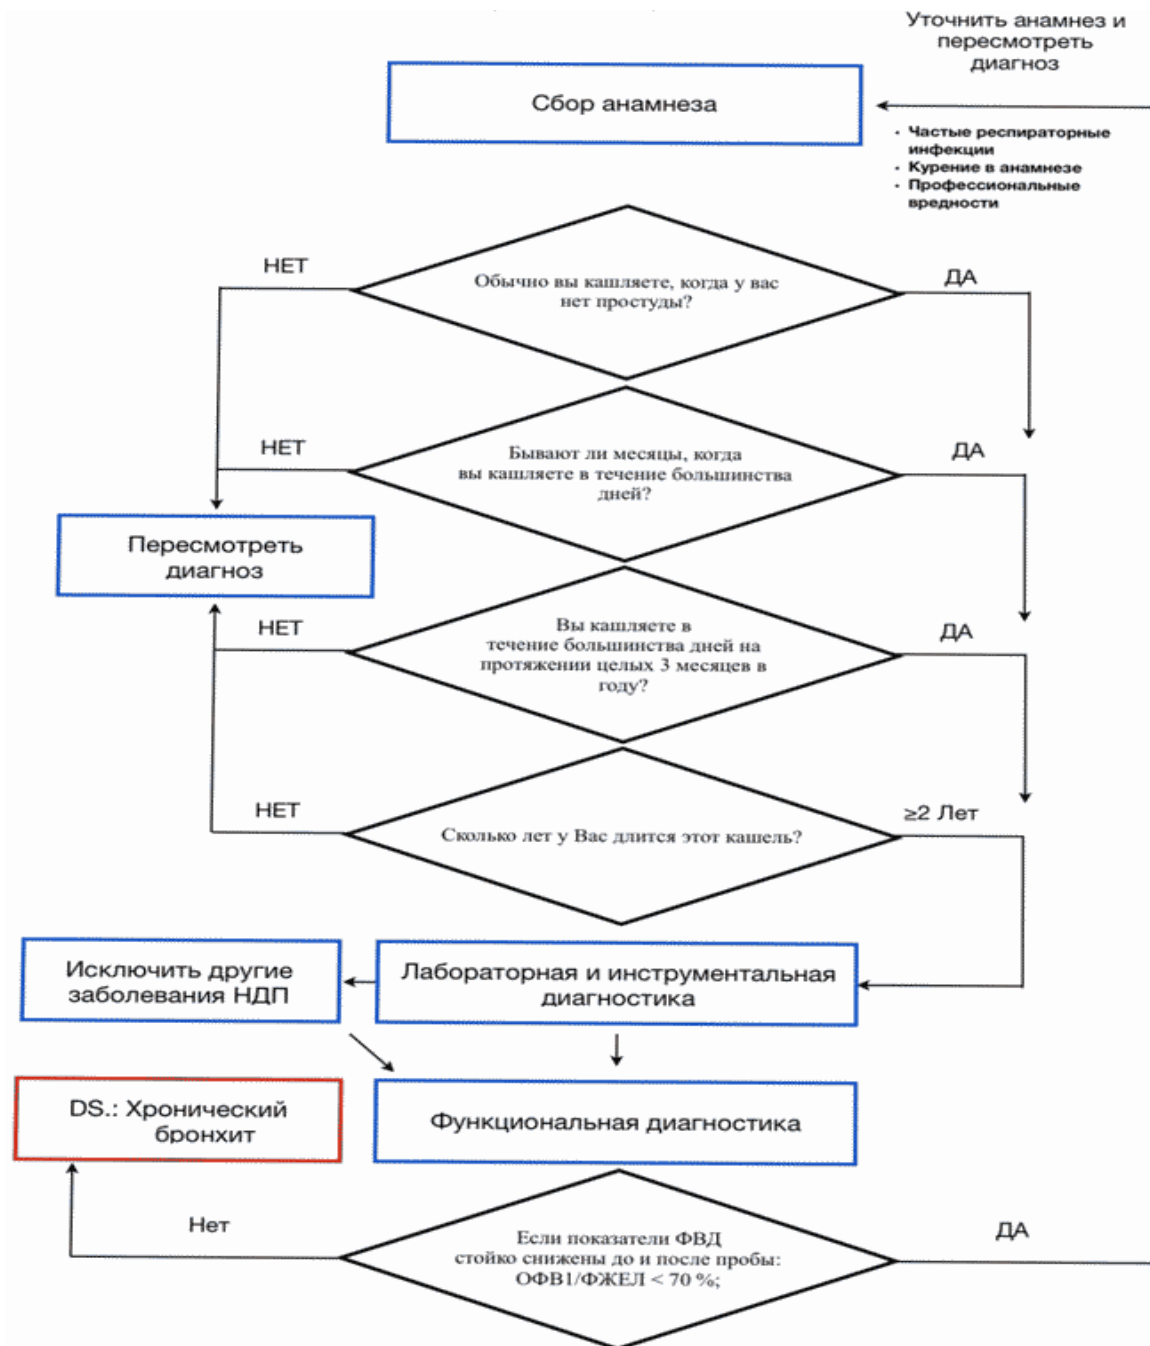 Уточнить анамнез и
пересмотреть
диагноз
Сбор анамнеза
· Частые респираторные
инфекции
· Курение в анамнезе
· Профессиональные
вредности
НЕТ
Обычно вы кашляете, когда у вас
нет простуды?
ДА
НЕТ
Бывают ли месяцы, когда
вы кашляете в течение большинства
дней?
ДА
Пересмотреть
диагноз
НЕТ
Вы кашляете в
течение большинства дней на
протяжении целых 3 месяцев в
году?
ДА
НЕТ
Сколько лет у Вас длится этот кашель?
≥2 Лет
Исключить другие
заболевания НДП
Лабораторная и инструментальная
диагностика
DS.: Хронический
бронхит
Функциональная диагностика
Нет
Если показатели ФВД
стойко снижены до и после пробы:
ОФВ1/ФЖЕЛ < 70 %;
ДА